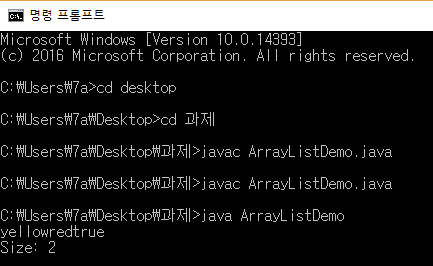 명령 프롬프트
Microsoft Windows [Version 10.0.14393]
(c) 2016 Microsoft Corporation. All rights reserved.
C:₩Users₩7a>cd desktop
C:₩Users₩7a₩Desktop>cd 과제
C:₩Users₩7a₩Desktop₩과제>javac ArrayListDemo.java
C:₩Users₩7a₩Desktop₩과제>javac ArrayListDemo.java
C:₩Users₩7a₩Desktop₩과제>java ArrayListDemo
yellowredtrue
Size: 2